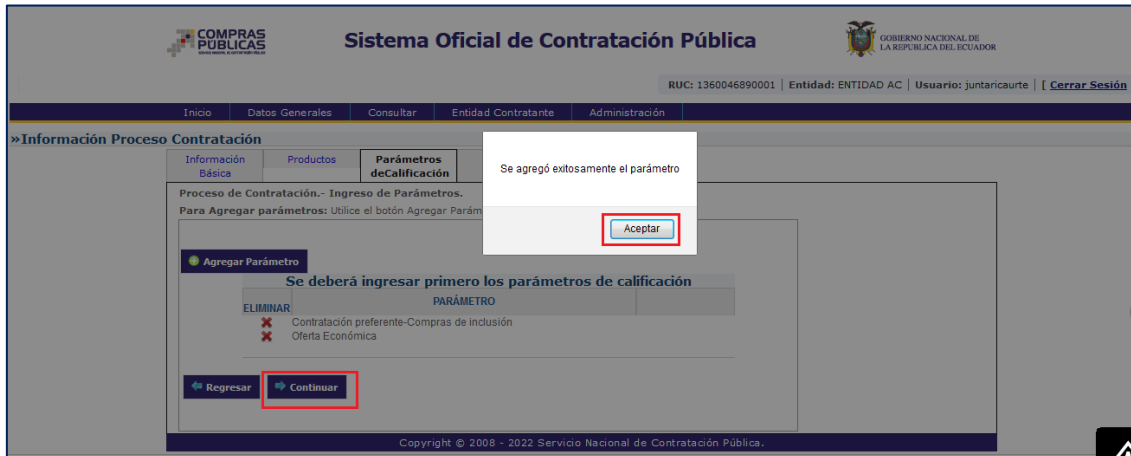 COMPRAS
PÚBLICAS
Sistema Oficial de Contratación Pública
GOBIERNO NACIONAL DE
LA REPUBLICA DEL ECUADOR
RUC: 1360046890001 | Entidad: ENTIDAD AC | Usuario: juntaricaurte | [ Cerrar Sesión
Inicio Datos Generales Consultar Entidad Contratante Administración
»Información Proceso Contratación
Información
Básica
Productos
Parámetros
deCalificación
Se agregó exitosamente el parámetro
Aceptar
Proceso de Contratación.- Ingreso de Parámetros.
Para Agregar parámetros: Utilice el botón Agregar Parám
Agregar Parámetro
Se deberá ingresar primero los parámetros de calificación
ELIMINAR PARÁMETRO
Contratación preferente-Compras de inclusión
Oferta Económica
Regresar Continuar
Copyright © 2008 - 2022 Servicio Nacional de Contratación Pública.